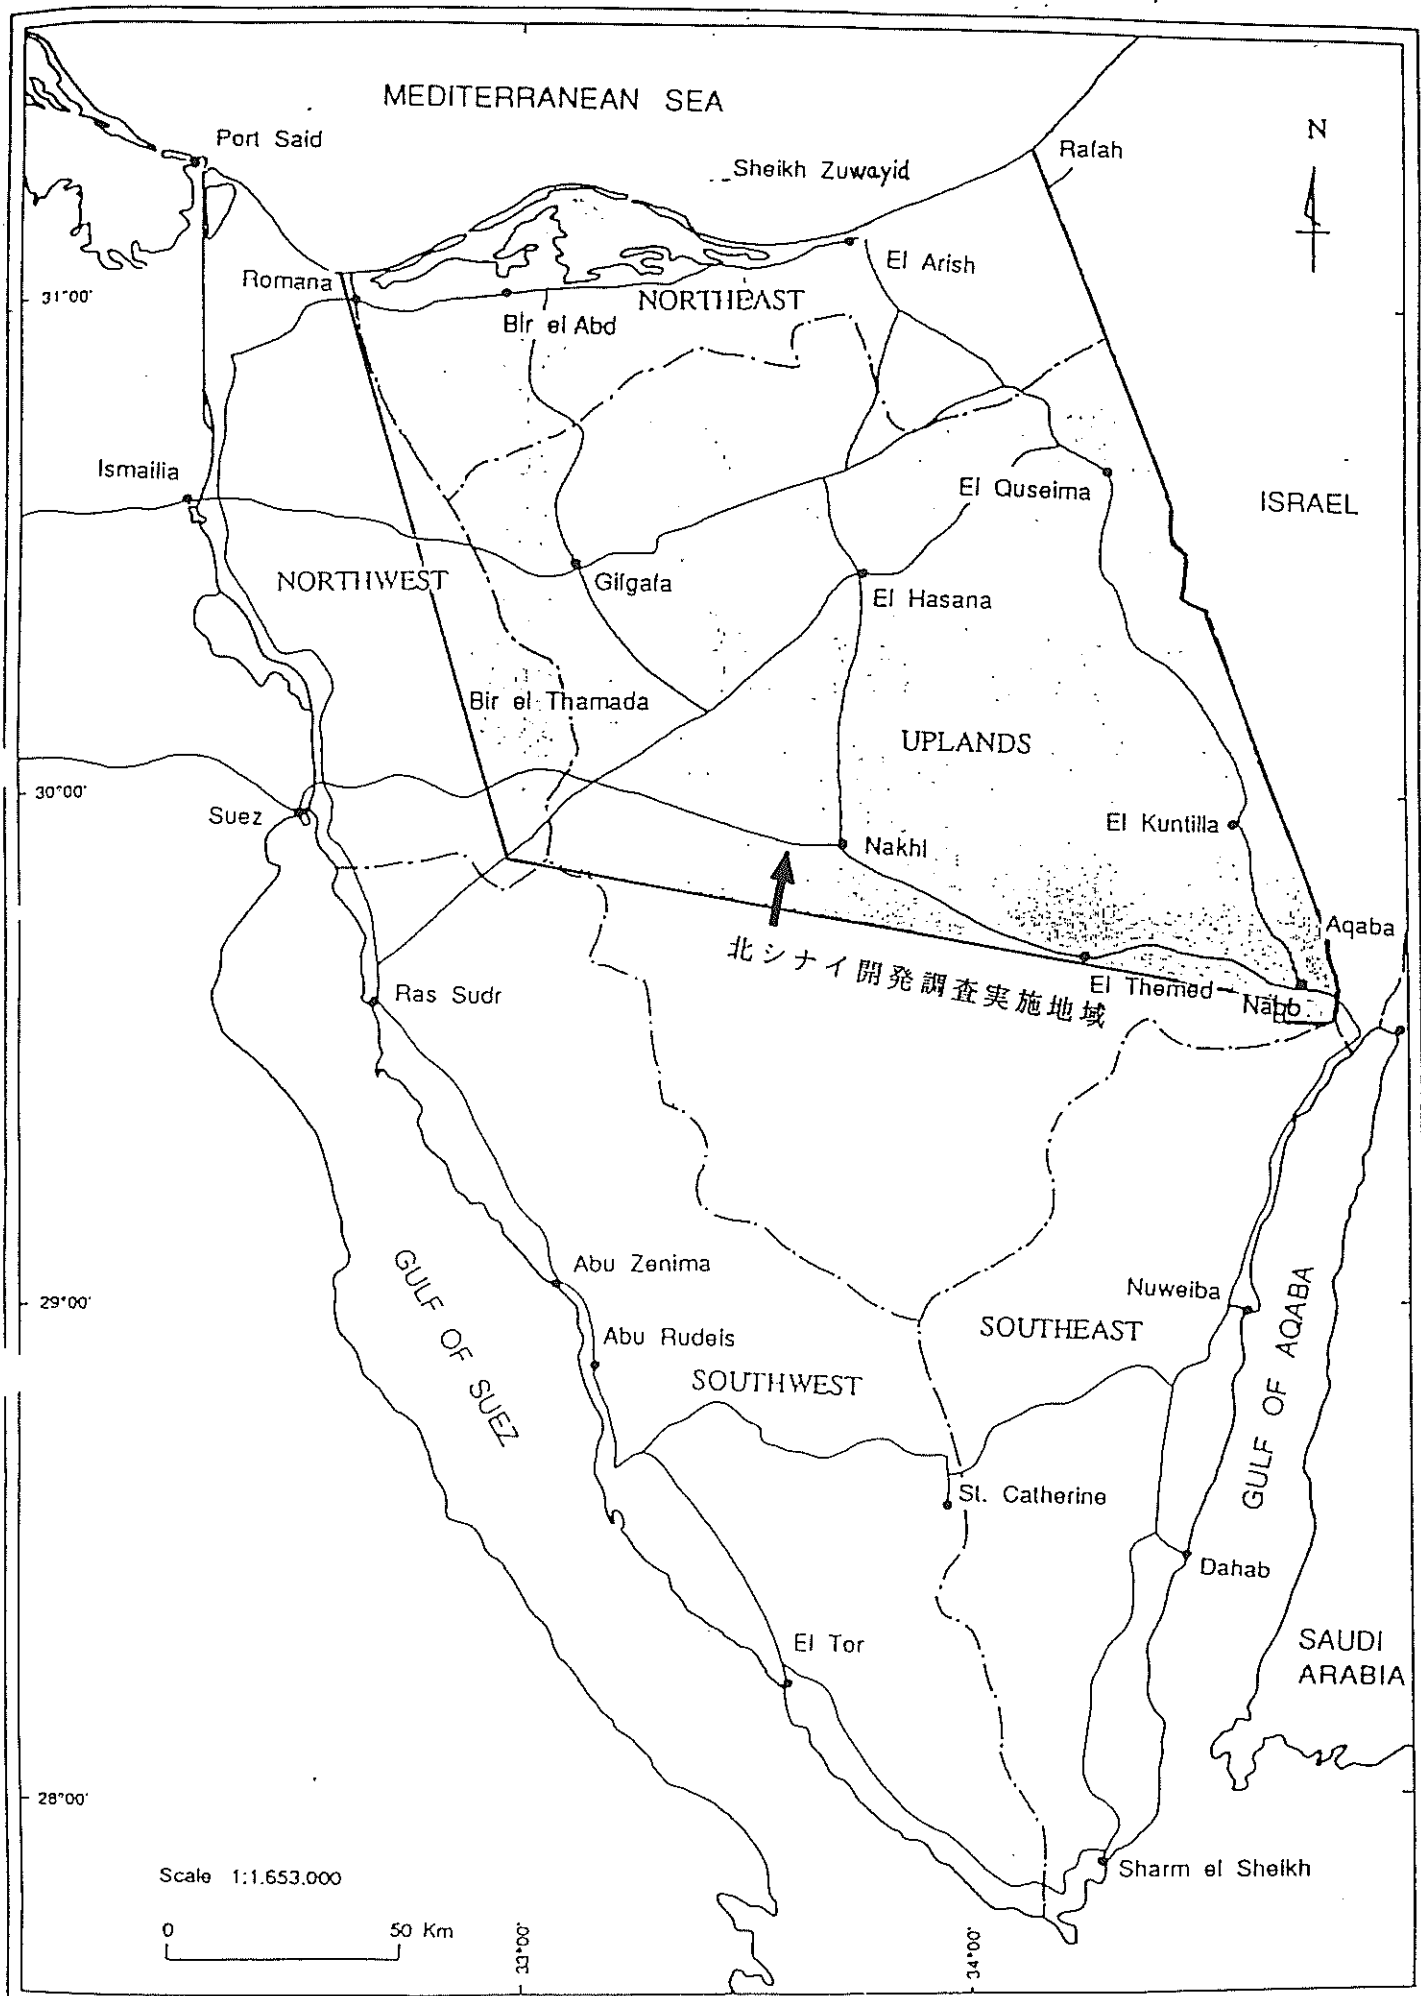 MEDITERRANEAN SEA
N
Port Said
Rafah
Sheikh Zuwayid
El Arish
Romana
31°00'
NORTHEAST
Bir el Abd
Ismailia
El Quseima
ISRAEL
NORTHWEST
Gifgafa
El Hasana
Bir el Thamada
UPLANDS
30°00'
Suez
El Kuntilla
Nakhl
Aqaba
北シナイ開発調査実施地域
Ras Sudr
El Themed
Abu Zenima
Nuweiba
29°00'
GULF OF SUEZ
GULF OF AQABA
Abu Rudeis
SOUTHEAST
SOUTHWEST
St. Catherine
Dahab
El Tor
SAUDI
ARABIA
28°00'
Scale 1:1.653.000
Sharm el Sheikh
0
50 Km
33°00'
34°00'